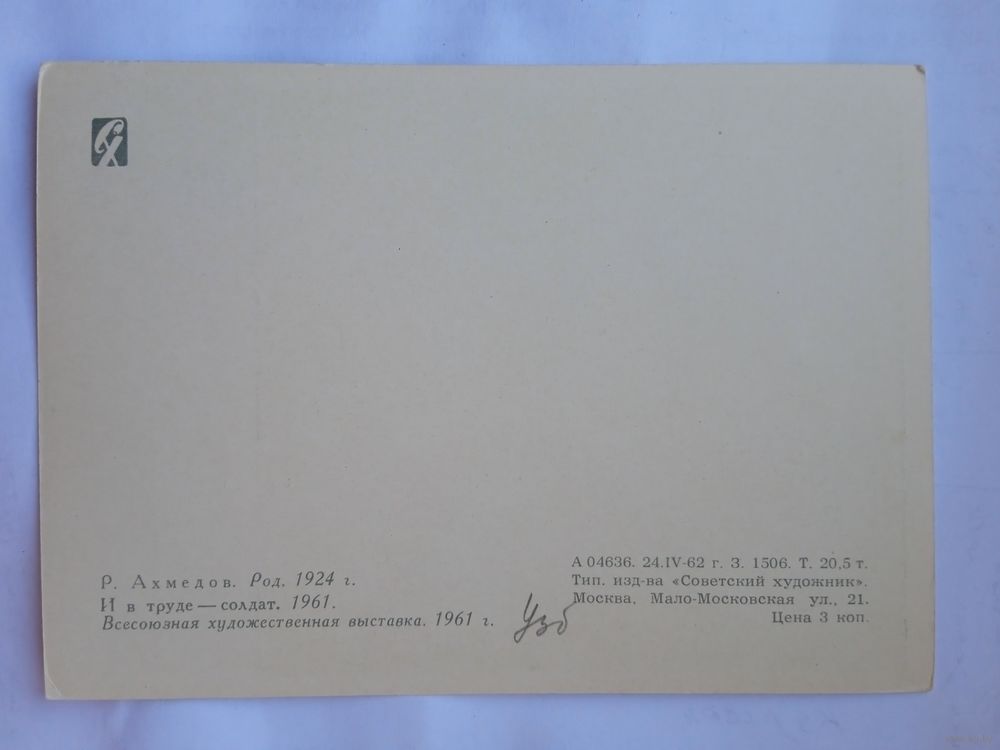 СХ
Р. Ахмедов. Род. 1924 г.
И в труде — солдат. 1961.
Всесоюзная художественная выставка. 1961 г.
Узб
А 04636. 24.IV-62 г. З. 1506. Т. 20,5 т.
Тип. изд-ва «Советский художник».
Москва, Мало-Московская ул., 21.
Цена 3 коп.